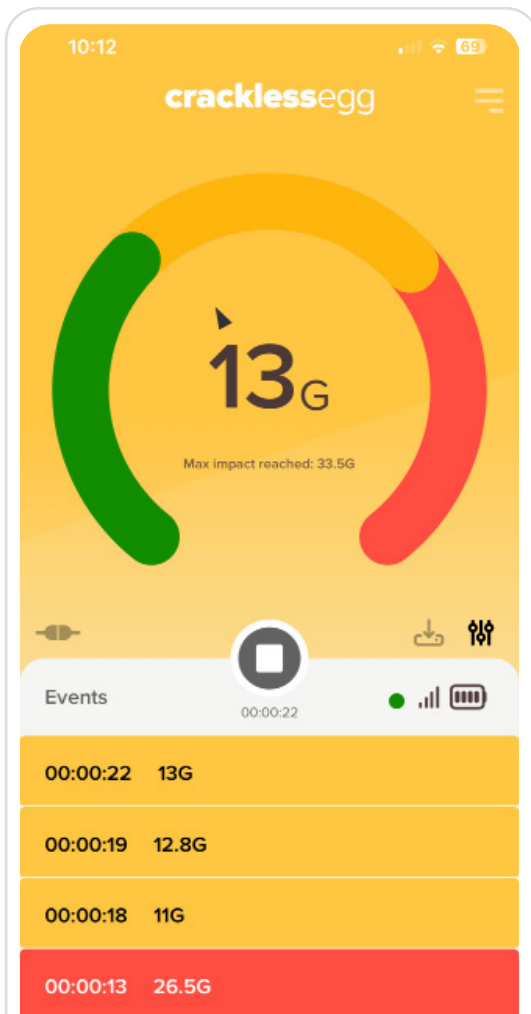 10:12
69
cracklessegg
13G
Max impact reached: 33.5G
Events
00:00:22
00:00:22 13G
00:00:19 12.8G
00:00:18 11G
00:00:13 26.5G